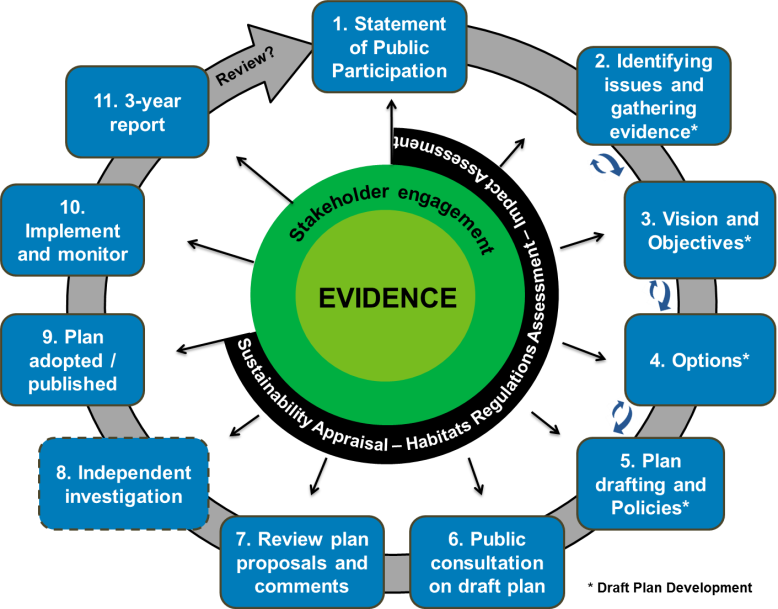 1. Statement
of Public
Participation
2. Identifying
issues and
gathering
evidence*
3. Vision and
Objectives*
4. Options*
5. Plan
drafting and
Policies*
6. Public
consultation
on draft plan
7. Review plan
proposals and
comments
8. Independent
investigation
9. Plan
adopted /
published
10.
Implement
and monitor
11. 3-year
report
Review?
Stakeholder engagement
EVIDENCE
Sustainability Appraisal – Habitats Regulations Assessment – Impact Assessment
* Draft Plan Development